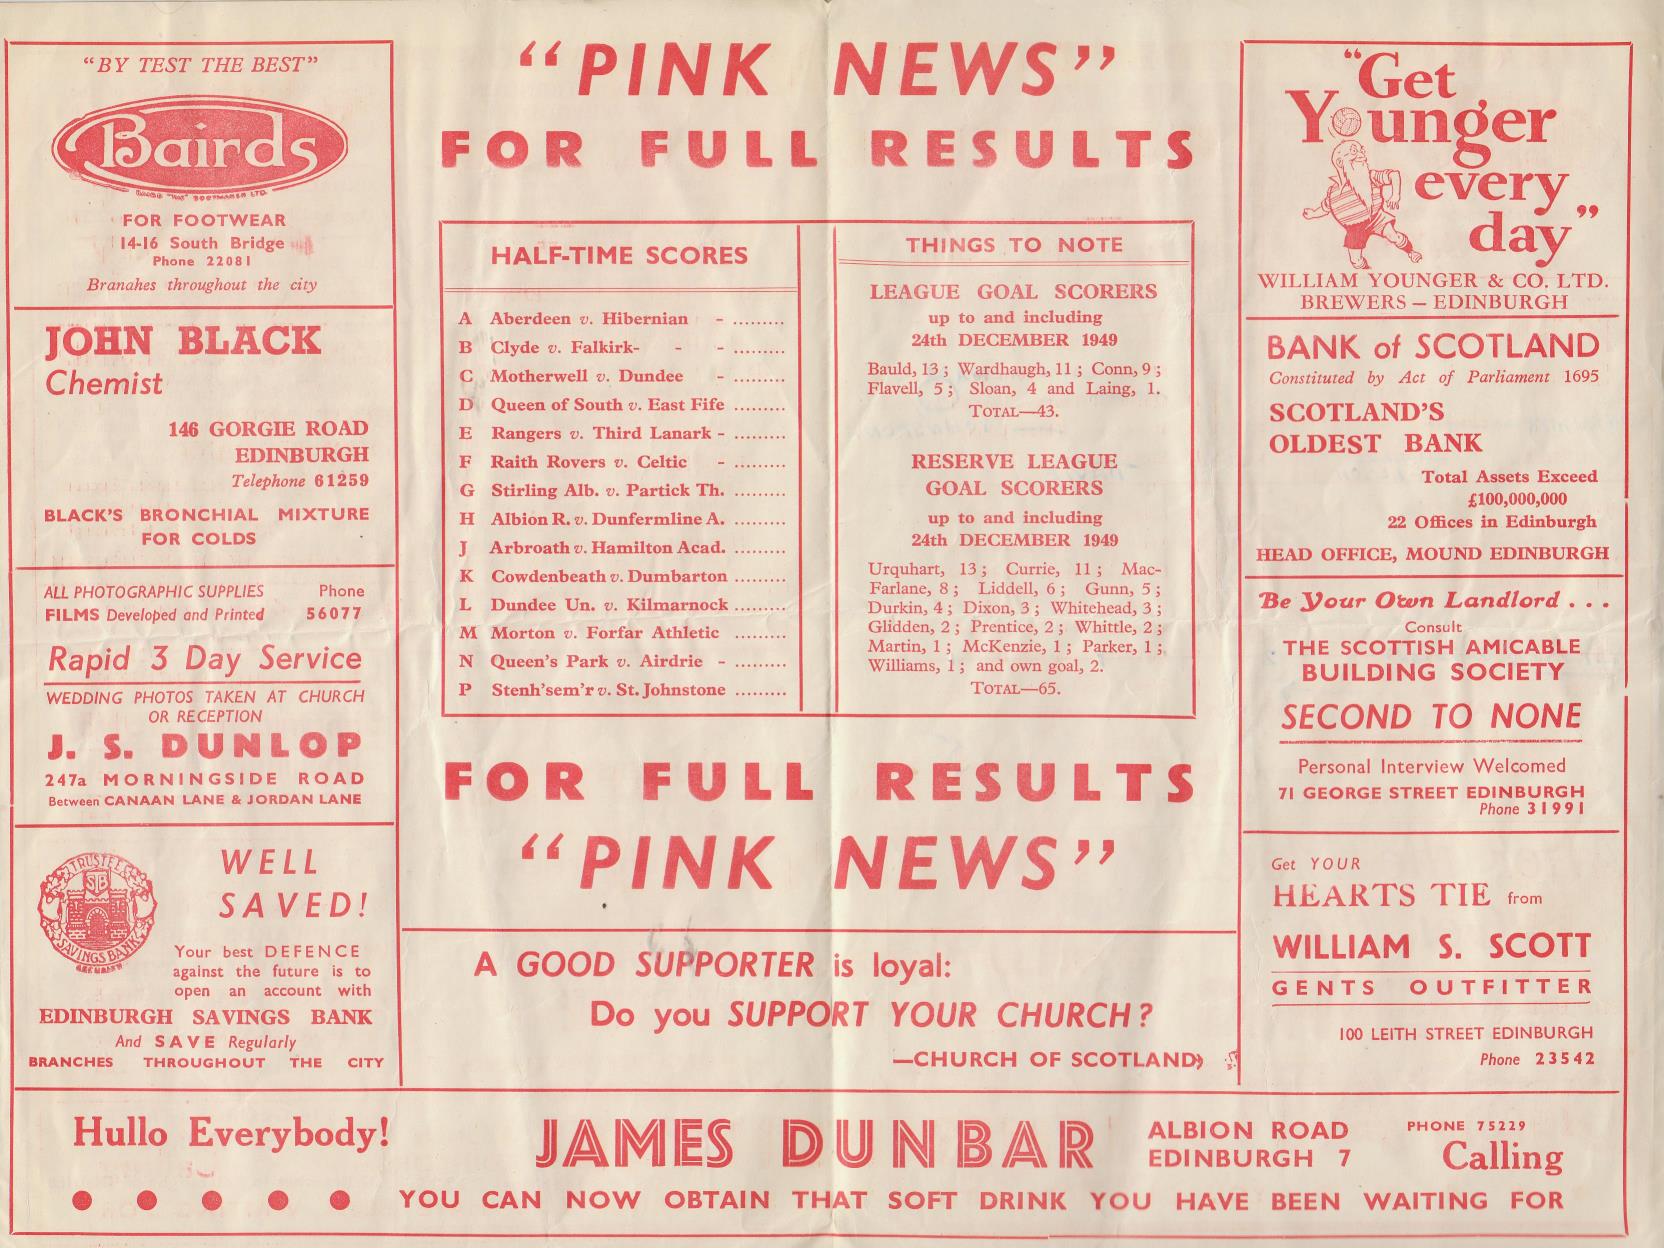 "BY TEST THE BEST"
Bairds
FOR FOOTWEAR
14-16 South Bridge
Phone 22081
Branahes throughout the city
JOHN BLACK
Chemist
146 GORGIE ROAD
EDINBURGH
Telephone 61259
BLACK'S BRONCHIAL MIXTURE
FOR COLDS
ALL PHOTOGRAPHIC SUPPLIES Phone
FILMS Developed and Printed 56077
Rapid 3 Day Service
WEDDING PHOTOS TAKEN AT CHURCH
OR RECEPTION
J. S. DUNLOP
247a MORNINGSIDE ROAD
Between CANAAN LANE & JORDAN LANE
TRUSTEE
STB
SAVINGS BANK
WELL
SAVED!
Your best DEFENCE
against the future is to
open an account with
EDINBURGH SAVINGS BANK
And SAVE Regularly
BRANCHES THROUGHOUT THE CITY
"PINK NEWS"
FOR FULL RESULTS
HALF-TIME SCORES
A Aberdeen v. Hibernian - .........
B Clyde v. Falkirk- - - .........
C Motherwell v. Dundee - .........
D Queen of South v. East Fife .........
E Rangers v. Third Lanark - .........
F Raith Rovers v. Celtic - .........
G Stirling Alb. v. Partick Th. .........
H Albion R. v. Dunfermline A. .........
J Arbroath v. Hamilton Acad. .........
K Cowdenbeath v. Dumbarton .........
L Dundee Un. v. Kilmarnock .........
M Morton v. Forfar Athletic .........
N Queen's Park v. Airdrie - .........
P Stenh'sem'r v. St. Johnstone .........
THINGS TO NOTE
LEAGUE GOAL SCORERS
up to and including
24th DECEMBER 1949
Bauld, 13 ; Wardhaugh, 11 ; Conn, 9 ;
Flavell, 5 ; Sloan, 4 and Laing, 1.
TOTAL—43.
RESERVE LEAGUE
GOAL SCORERS
up to and including
24th DECEMBER 1949
Urquhart, 13 ; Currie, 11 ; Mac-
Farlane, 8 ; Liddell, 6 ; Gunn, 5 ;
Durkin, 4 ; Dixon, 3 ; Whitehead, 3 ;
Glidden, 2 ; Prentice, 2 ; Whittle, 2 ;
Martin, 1 ; McKenzie, 1 ; Parker, 1 ;
Williams, 1 ; and own goal, 2.
TOTAL—65.
FOR FULL RESULTS
"PINK NEWS"
A GOOD SUPPORTER is loyal:
Do you SUPPORT YOUR CHURCH?
—CHURCH OF SCOTLAND
"Get
Younger
every
day"
WILLIAM YOUNGER & CO. LTD.
BREWERS — EDINBURGH
BANK of SCOTLAND
Constituted by Act of Parliament 1695
SCOTLAND'S
OLDEST BANK
Total Assets Exceed
£100,000,000
22 Offices in Edinburgh
HEAD OFFICE, MOUND EDINBURGH
Be Your Own Landlord . . .
Consult
THE SCOTTISH AMICABLE
BUILDING SOCIETY
SECOND TO NONE
Personal Interview Welcomed
71 GEORGE STREET EDINBURGH
Phone 31991
Get YOUR
HEARTS TIE from
WILLIAM S. SCOTT
GENTS OUTFITTER
100 LEITH STREET EDINBURGH
Phone 23542
Hullo Everybody!
JAMES DUNBAR
ALBION ROAD
EDINBURGH 7
PHONE 75229
Calling
YOU CAN NOW OBTAIN THAT SOFT DRINK YOU HAVE BEEN WAITING FOR